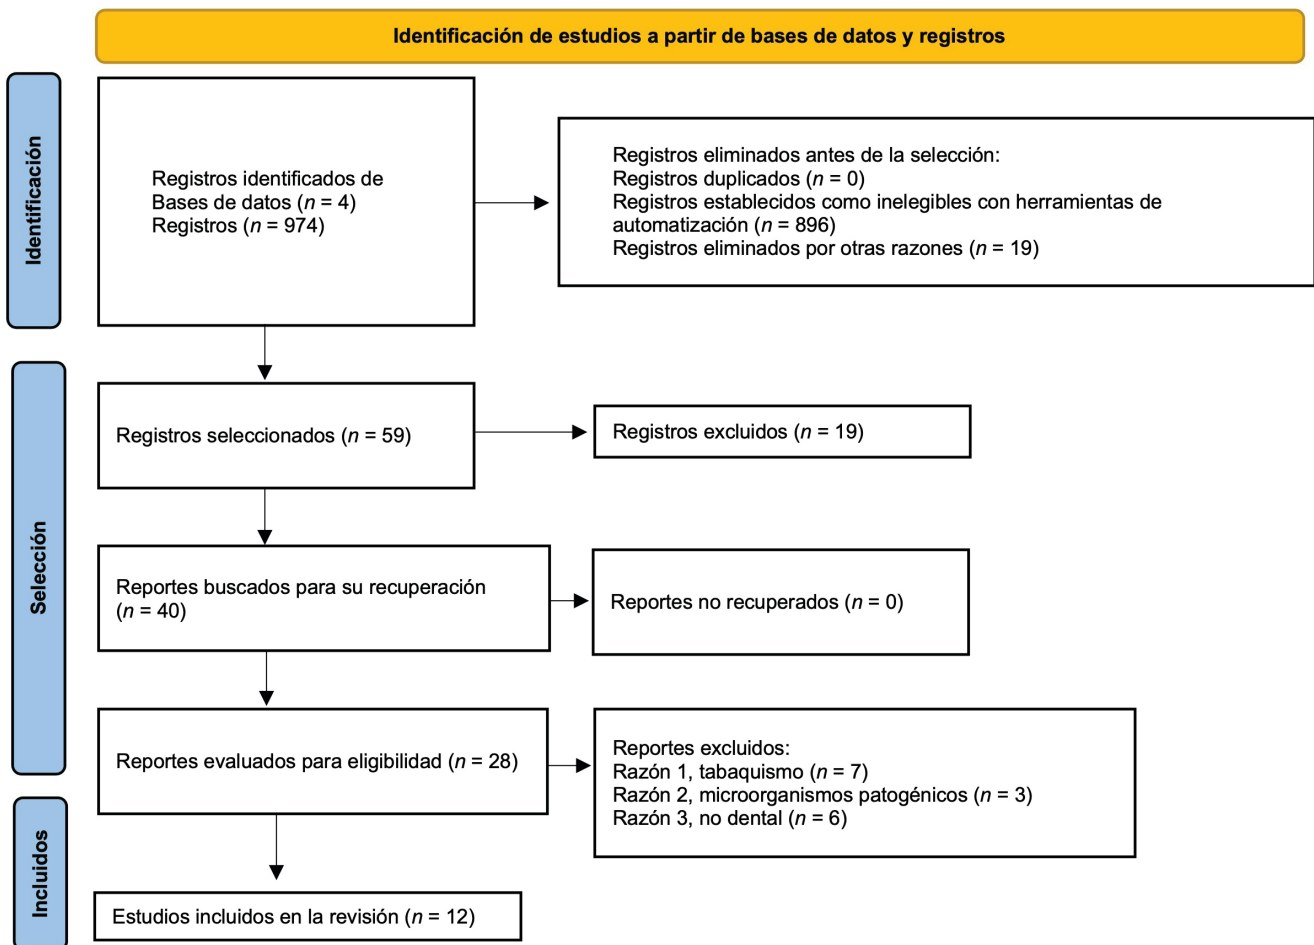 Identificación de estudios a partir de bases de datos y registros
Identificación
Registros identificados de
Bases de datos (n = 4)
Registros (n = 974)
Registros eliminados antes de la selección:
Registros duplicados (n = 0)
Registros establecidos como inelegibles con herramientas de
automatización (n = 896)
Registros eliminados por otras razones (n = 19)
Selección
Registros seleccionados (n = 59)
Registros excluidos (n = 19)
Reportes buscados para su recuperación
(n = 40)
Reportes no recuperados (n = 0)
Reportes evaluados para eligibilidad (n = 28)
Reportes excluidos:
Razón 1, tabaquismo (n = 7)
Razón 2, microorganismos patogénicos (n = 3)
Razón 3, no dental (n = 6)
Incluidos
Estudios incluidos en la revisión (n = 12)